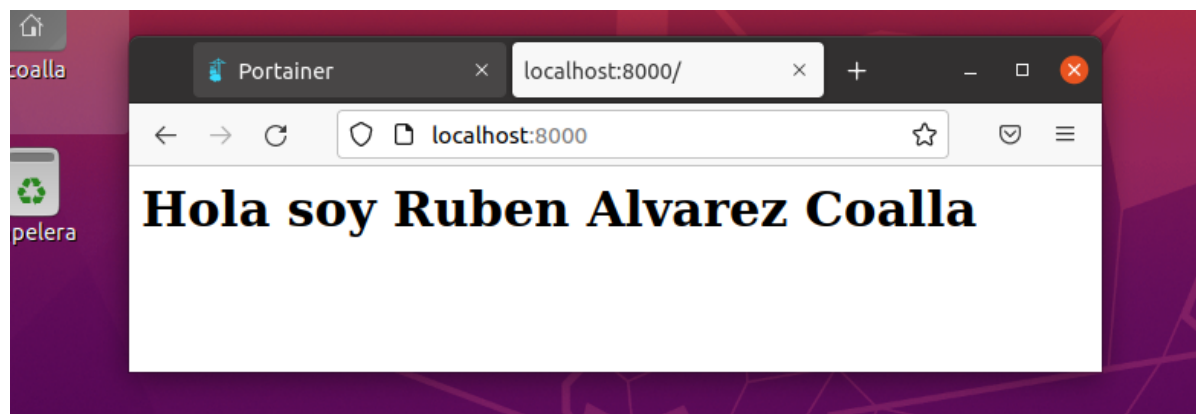 coalla
pelera
Portainer
localhost:8000/
localhost:8000
Hola soy Ruben Alvarez Coalla